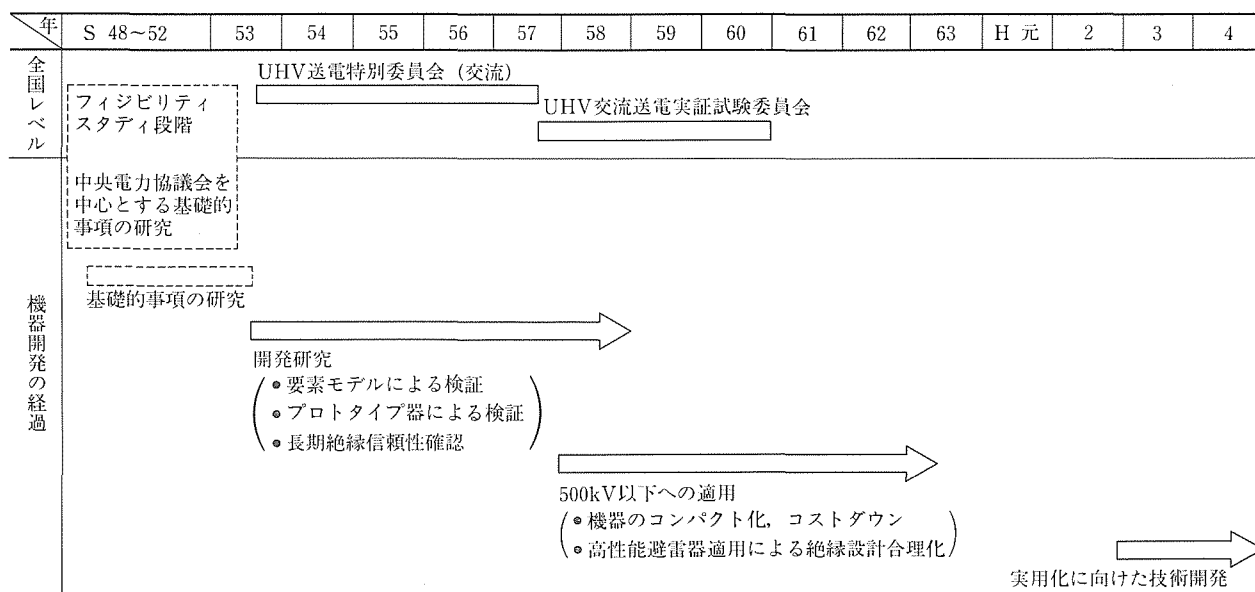 年
S 48～52 53 54 55 56 57 58 59 60 61 62 63 H 元 2 3 4
全国レベル
UHV送電特別委員会（交流）
フィジビリティ
スタディ段階
UHV交流送電実証試験委員会
中央電力協議会を
中心とする基礎的
事項の研究
機器開発の経過
基礎的事項の研究
開発研究
•要素モデルによる検証
•プロトタイプ器による検証
•長期絶縁信頼性確認
500kV以下への適用
•機器のコンパクト化，コストダウン
•高性能避雷器適用による絶縁設計合理化
実用化に向けた技術開発